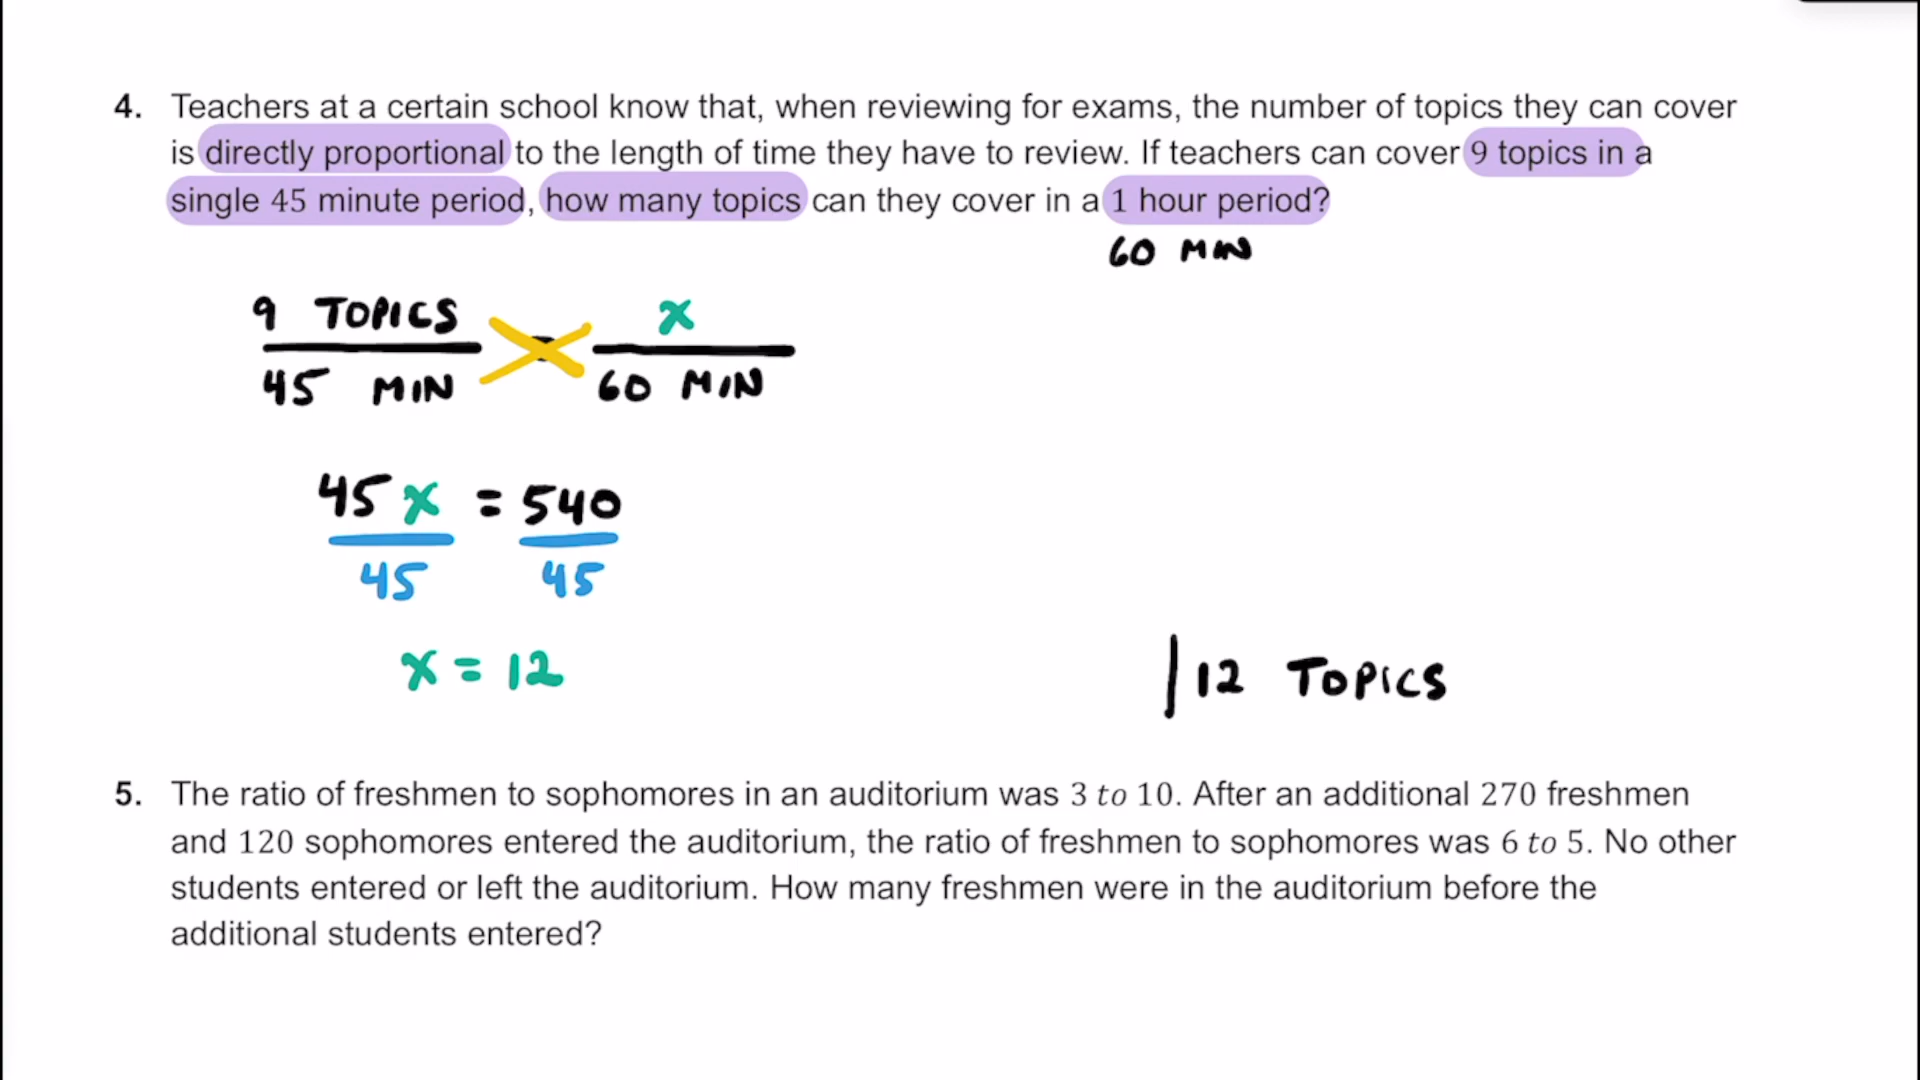 4. Teachers at a certain school know that, when reviewing for exams, the number of topics they can cover
is directly proportional to the length of time they have to review. If teachers can cover 9 topics in a
single 45 minute period, how many topics can they cover in a 1 hour period?
60 MIN
9 TOPICS = x
45 MIN 60 MIN
45x = 540
45 45
x = 12
12 TOPICS
5. The ratio of freshmen to sophomores in an auditorium was 3 to 10. After an additional 270 freshmen
and 120 sophomores entered the auditorium, the ratio of freshmen to sophomores was 6 to 5. No other
students entered or left the auditorium. How many freshmen were in the auditorium before the
additional students entered?